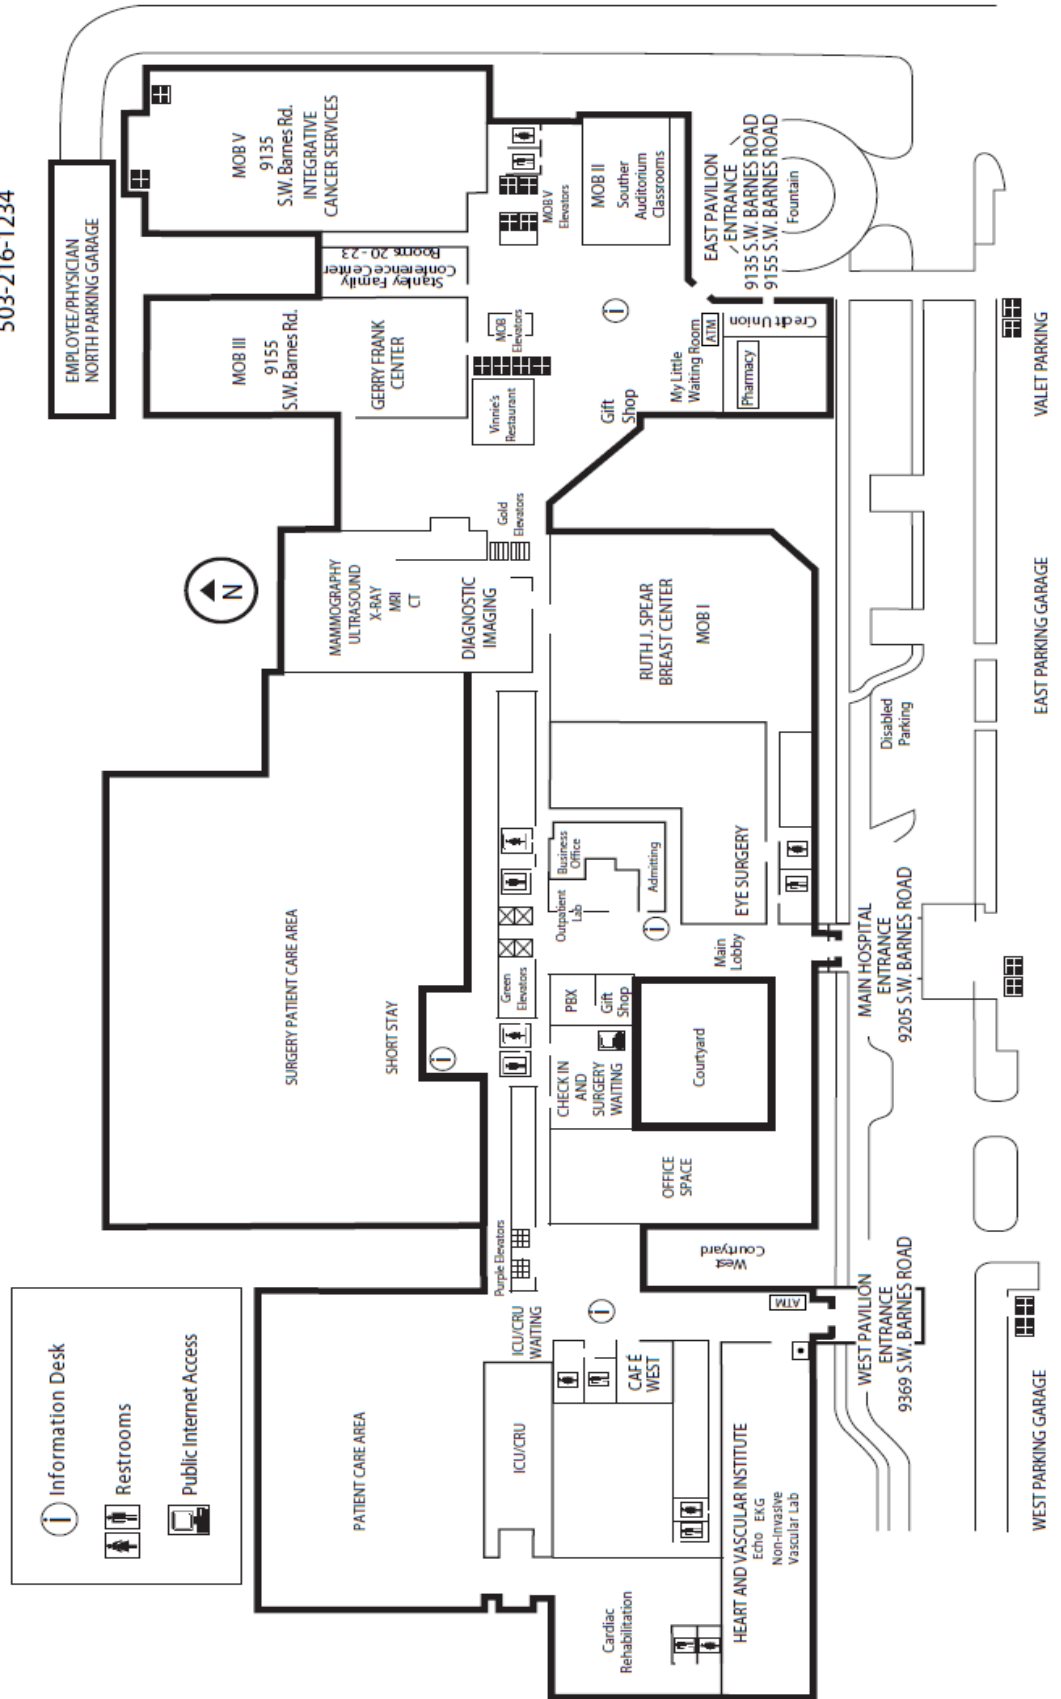 503-216-1234
EMPLOYEE/PHYSICIAN
NORTH PARKING GARAGE
i Information Desk
Restrooms
Public Internet Access
N
PATIENT CARE AREA
SURGERY PATIENT CARE AREA
SHORT STAY
i
MAMMOGRAPHY
ULTRASOUND
X-RAY
MRI
CT
DIAGNOSTIC
IMAGING
MOB III
9155
S.W. Barnes Rd.
GERRY FRANK
CENTER
Stanley Family
Conference Center
Rooms 20 - 23
MOB V
9135
S.W. Barnes Rd.
INTEGRATIVE
CANCER SERVICES
ICU/CRU
ICU/CRU
WAITING
Purple Elevators
Green
Elevators
Gold
Elevators
Vinnie's
Restaurant
MOB
Elevators
MOB V
Elevators
MOB II
Souther
Auditorium
Classrooms
Cardiac
Rehabilitation
CAFÉ
WEST
i
OFFICE
SPACE
CHECK IN
AND
SURGERY
WAITING
PBX
Gift
Shop
Courtyard
West
Courtyard
Outpatient
Lab
Business
Office
Admitting
i
Main
Lobby
EYE SURGERY
RUTH J. SPEAR
BREAST CENTER
MOB I
Gift
Shop
i
My Little
Waiting Room
ATM
Pharmacy
Credit Union
HEART AND VASCULAR INSTITUTE
Echo EKG
Non-Invasive
Vascular Lab
ATM
WEST PAVILION
ENTRANCE
9369 S.W. BARNES ROAD
MAIN HOSPITAL
ENTRANCE
9205 S.W. BARNES ROAD
Disabled
Parking
EAST PAVILION
ENTRANCE
9135 S.W. BARNES ROAD
9155 S.W. BARNES ROAD
Fountain
WEST PARKING GARAGE
EAST PARKING GARAGE
VALET PARKING